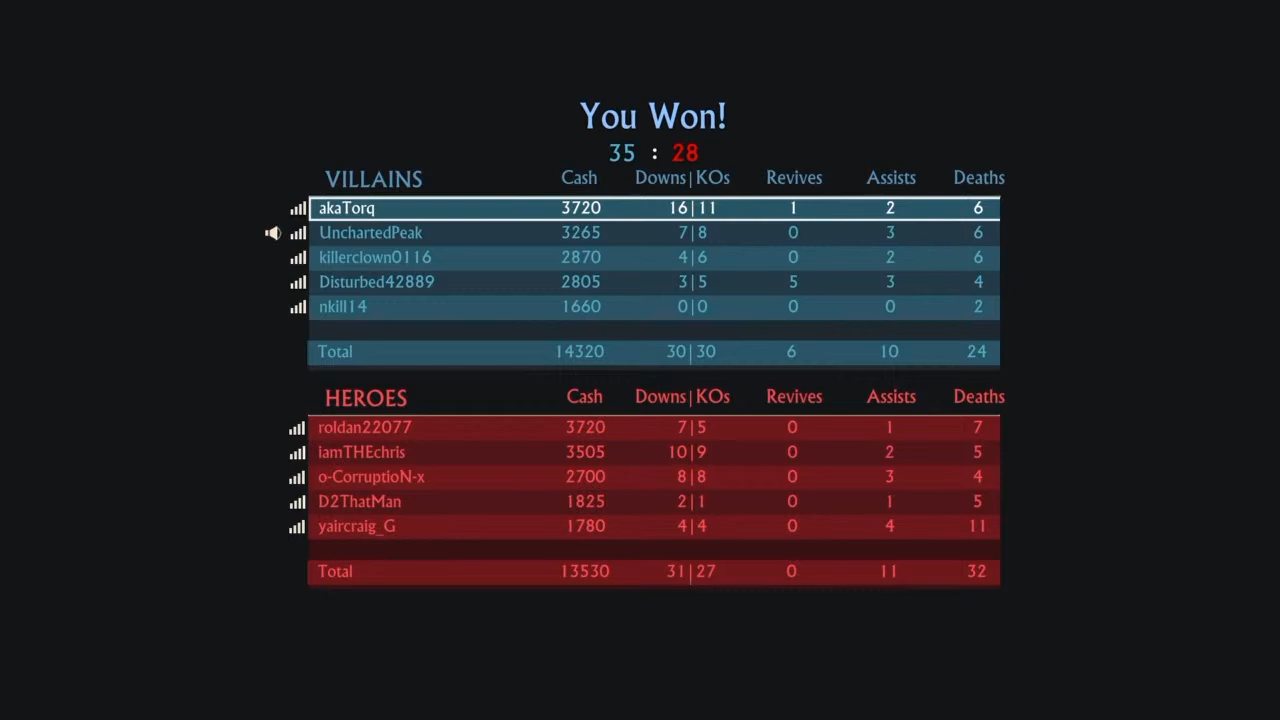 You Won!
35 : 28
VILLAINS Cash Downs|KOs Revives Assists Deaths
akaTorq 3720 16|11 1 2 6
UnchartedPeak 3265 7|8 0 3 6
killerclown0116 2870 4|6 0 2 6
Disturbed42889 2805 3|5 5 3 4
nkill14 1660 0|0 0 0 2
Total 14320 30|30 6 10 24
HEROES Cash Downs|KOs Revives Assists Deaths
roldan22077 3720 7|5 0 1 7
iamTHEchris 3505 10|9 0 2 5
o-CorruptioN-x 2700 8|8 0 3 4
D2ThatMan 1825 2|1 0 1 5
yaircraig_G 1780 4|4 0 4 11
Total 13530 31|27 0 11 32